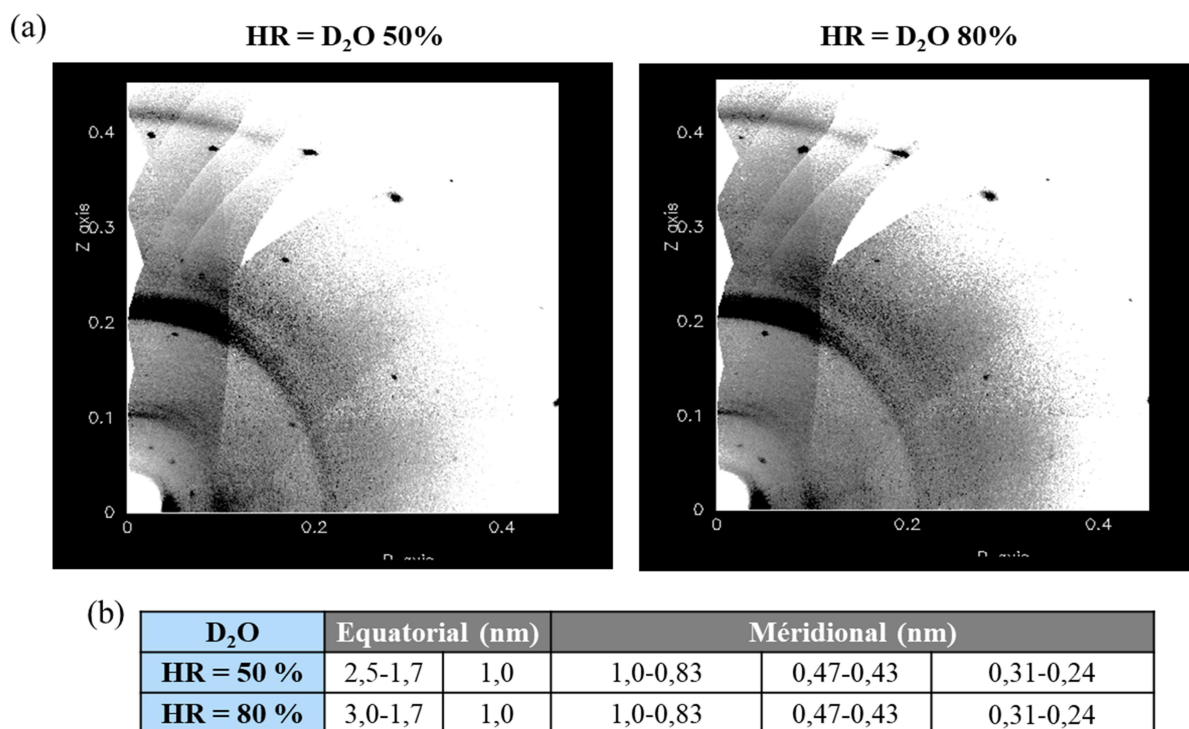 (a)
HR = D₂O 50%
HR = D₂O 80%
0.4
0.3
0.2
0.1
0
Z axis
0
0.2
0.4
0.4
0.3
0.2
0.1
0
Z axis
0
0.2
0.4
(b)
D₂O Equatorial (nm) Méridional (nm)
HR = 50 % 2,5-1,7 1,0 1,0-0,83 0,47-0,43 0,31-0,24
HR = 80 % 3,0-1,7 1,0 1,0-0,83 0,47-0,43 0,31-0,24